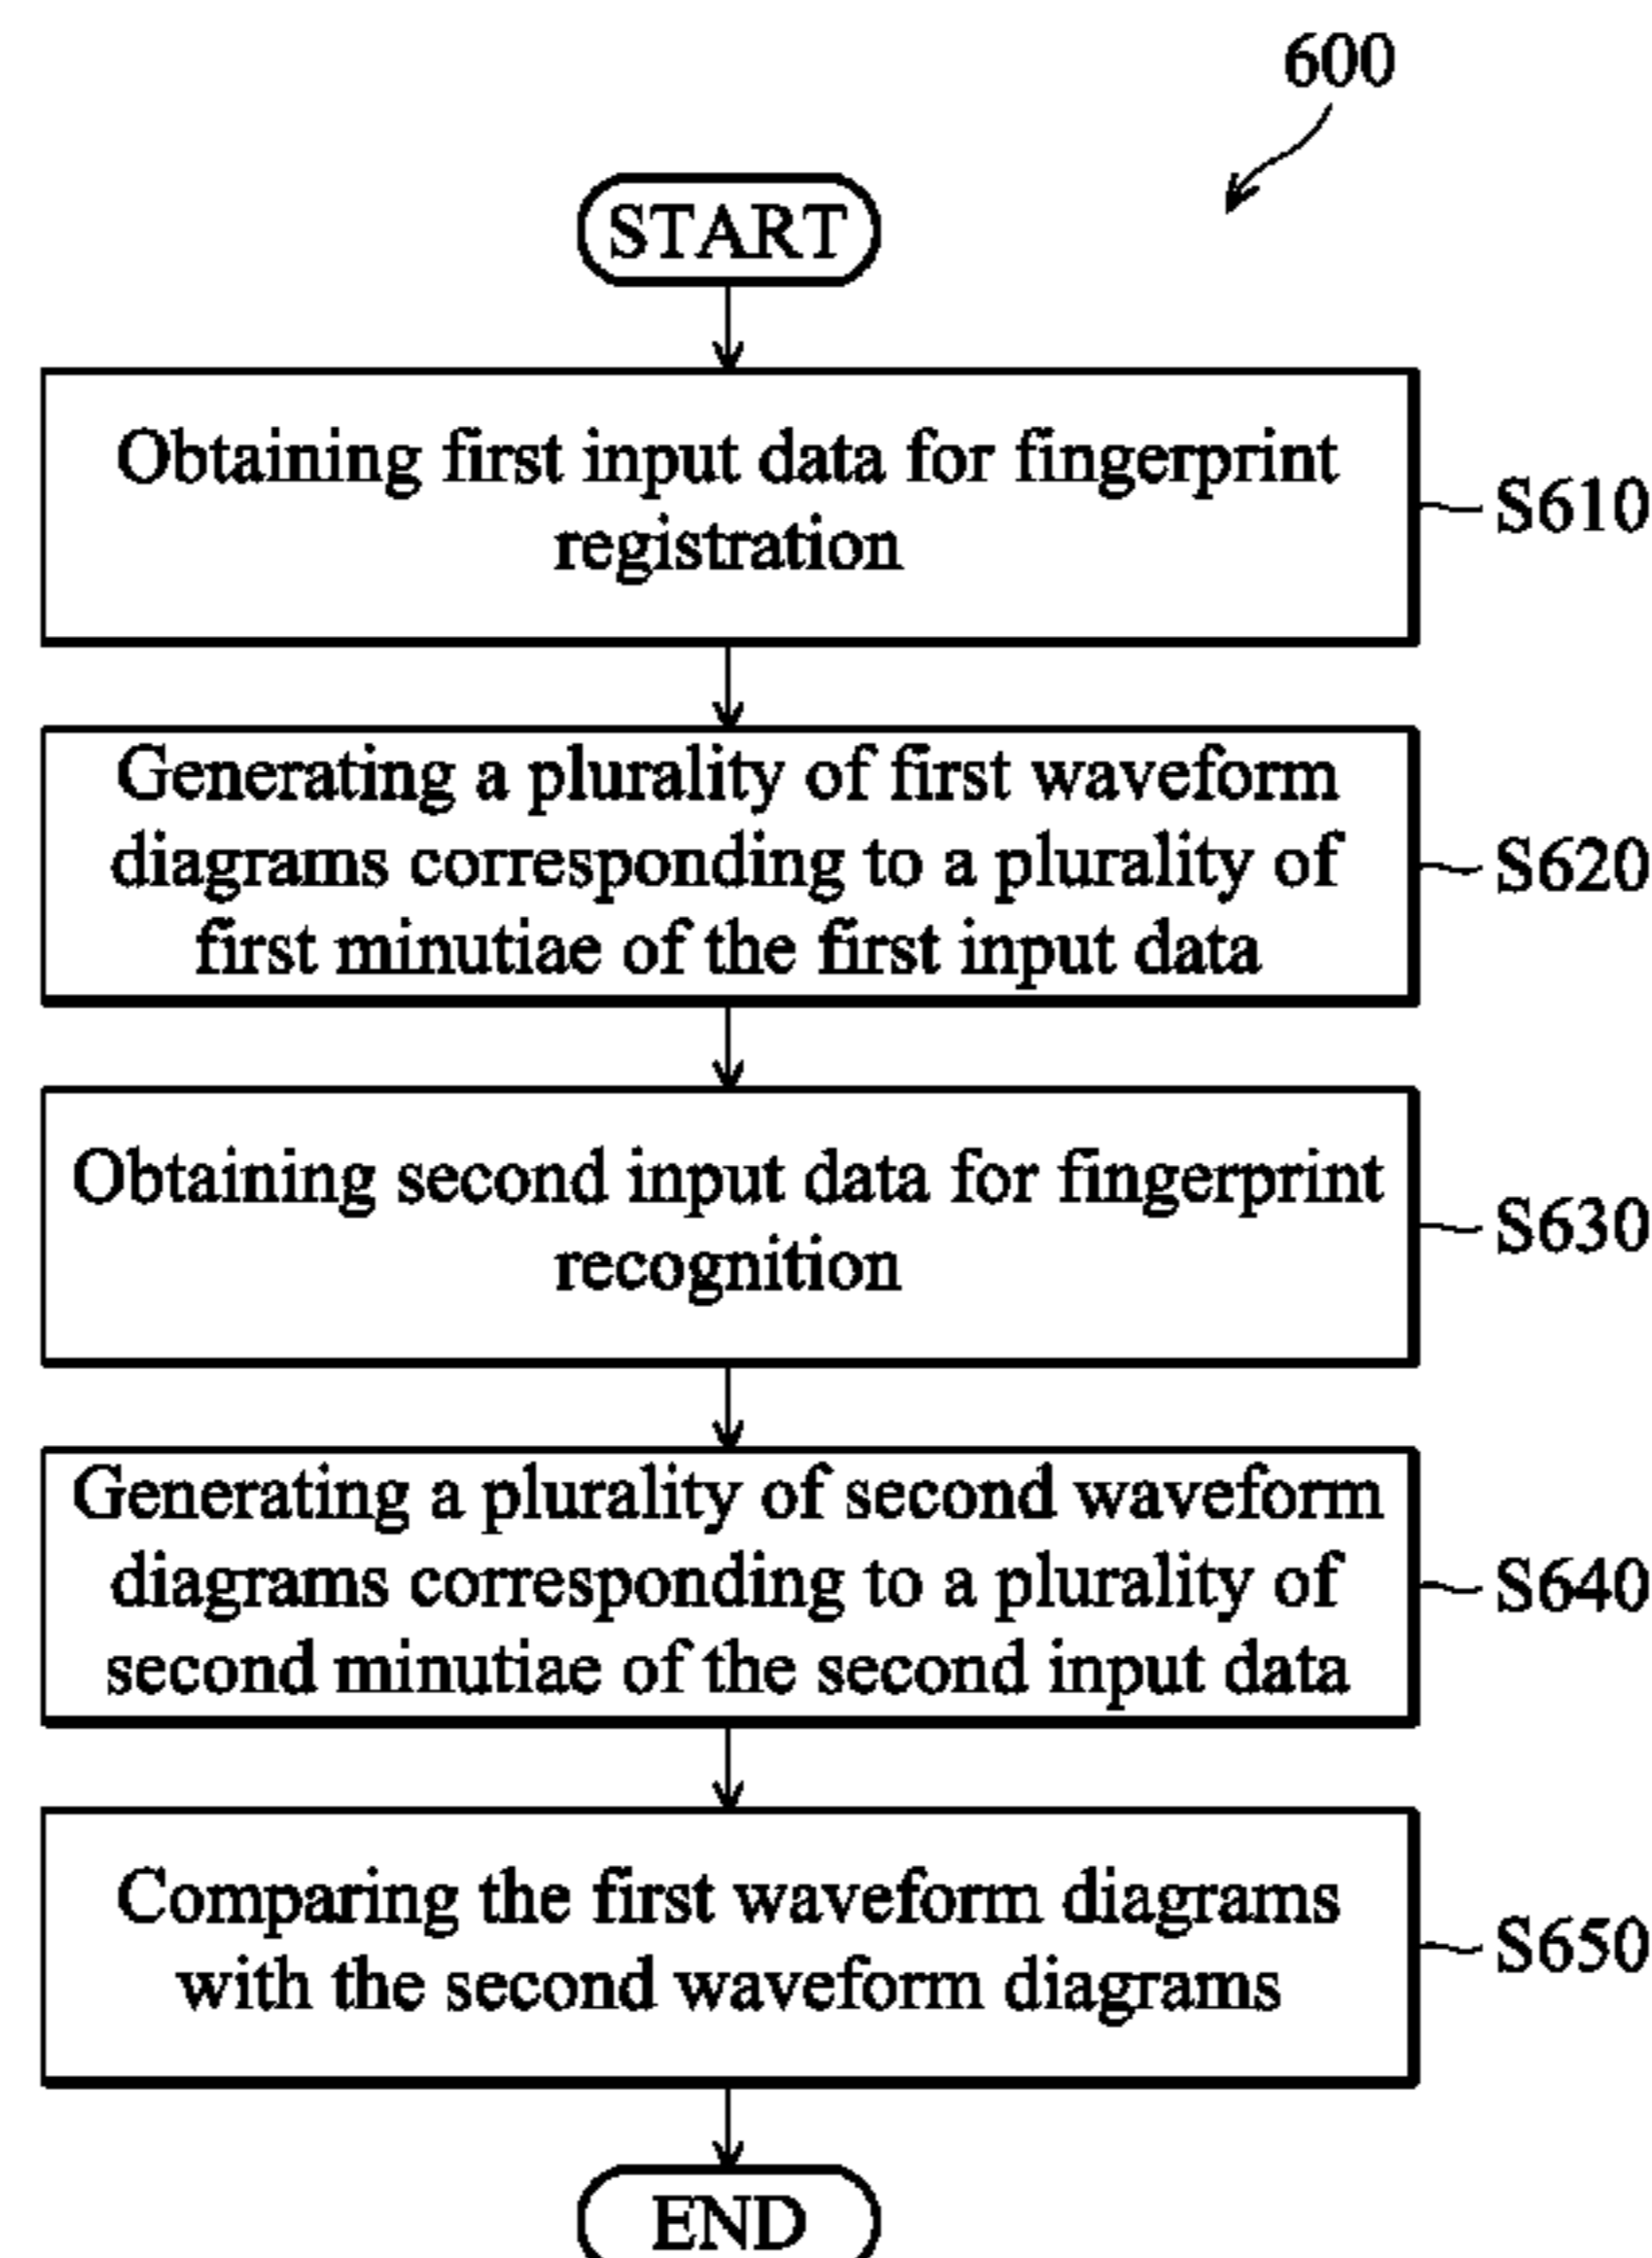 600
START
Obtaining first input data for fingerprint
registration
S610
Generating a plurality of first waveform
diagrams corresponding to a plurality of
first minutiae of the first input data
S620
Obtaining second input data for fingerprint
recognition
S630
Generating a plurality of second waveform
diagrams corresponding to a plurality of
second minutiae of the second input data
S640
Comparing the first waveform diagrams
with the second waveform diagrams
S650
END